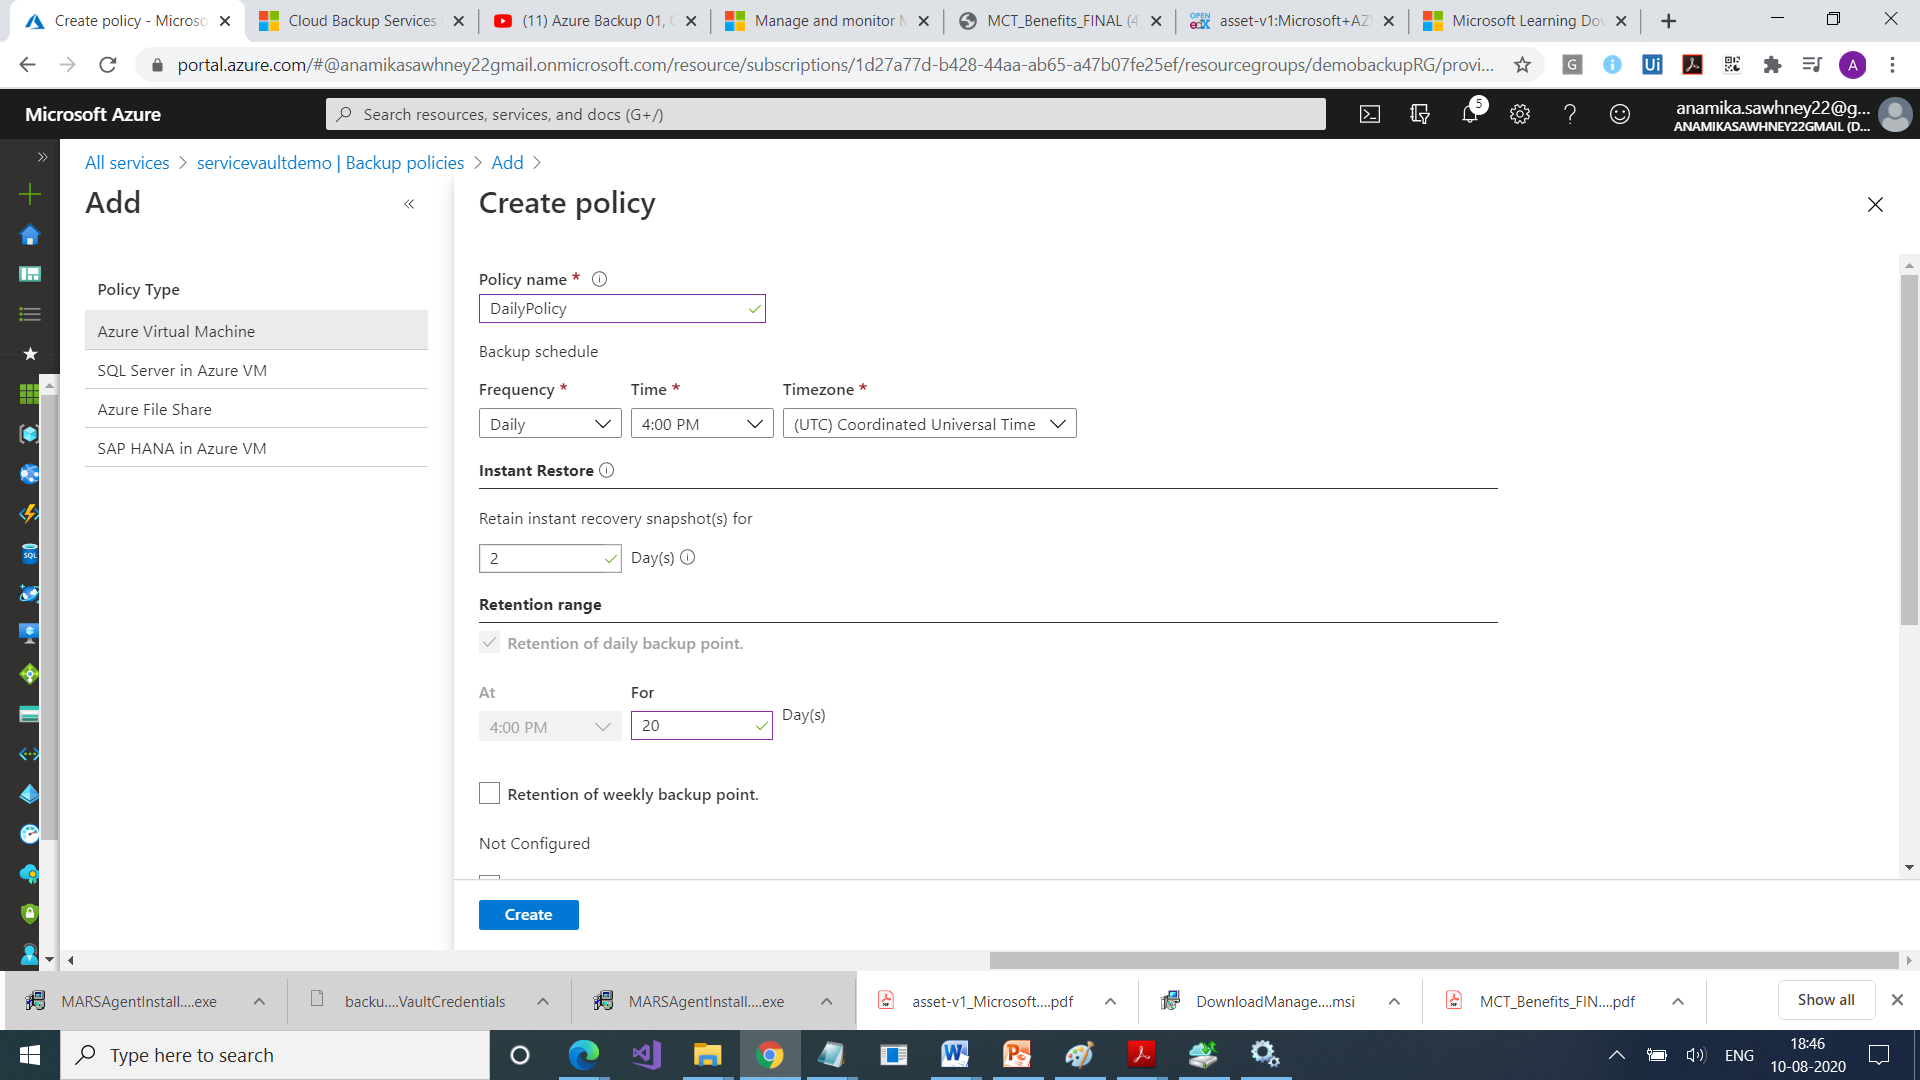 Create policy - Microso
Cloud Backup Services
(11) Azure Backup 01,
Manage and monitor
MCT_Benefits_FINAL (4
OPEN edX
asset-v1:Microsoft+AZ
Microsoft Learning Do
portal.azure.com/#@anamikasawhney22gmail.onmicrosoft.com/resource/subscriptions/1d27a77d-b428-44aa-ab65-a47b07fe25ef/resourcegroups/demobackupRG/provi...
G
Ui
A
Microsoft Azure
Search resources, services, and docs (G+/)
5
anamika.sawhney22@g...
ANAMIKASAWHNEY22GMAIL (D...
All services > servicevaultdemo | Backup policies > Add >
Add
«
Create policy
Policy Type
Azure Virtual Machine
SQL Server in Azure VM
Azure File Share
SAP HANA in Azure VM
Policy name *
DailyPolicy
Backup schedule
Frequency * Time * Timezone *
Daily 4:00 PM (UTC) Coordinated Universal Time
Instant Restore
Retain instant recovery snapshot(s) for
2 Day(s)
Retention range
Retention of daily backup point.
At For
4:00 PM 20 Day(s)
Retention of weekly backup point.
Not Configured
Create
SQL
MARSAgentInstall....exe
backu....VaultCredentials
MARSAgentInstall....exe
asset-v1_Microsoft....pdf
DownloadManage....msi
MCT_Benefits_FIN....pdf
Show all
Type here to search
ENG
18:46
10-08-2020